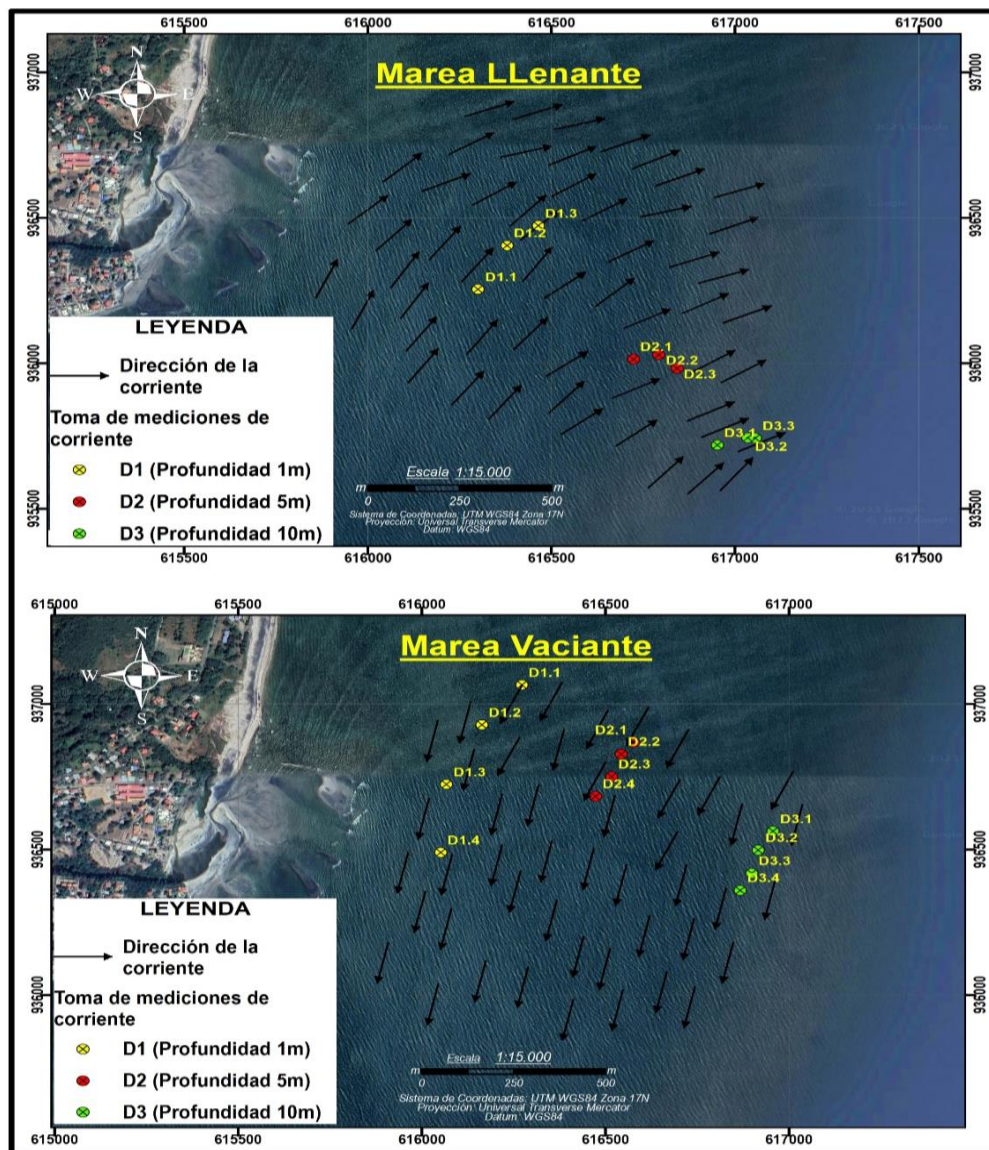 615500 616000 616500 617000 617500
Marea LLenante
N
W E
S
937000 937000
936500 936500
936000 936000
935500 935500
D1.3
D1.2
D1.1
D2.1
D2.2
D2.3
D3.1
D3.3
D3.2
LEYENDA
Dirección de la
corriente
Toma de mediciones de
corriente
D1 (Profundidad 1m)
D2 (Profundidad 5m)
D3 (Profundidad 10m)
Escala 1:15.000
m m
0 250 500
Sistema de Coordenadas: UTM WGS84 Zona 17N
Proyección: Universal Transverse Mercator
Datum: WGS84
615500 616000 616500 617000 617500
615000 615500 616000 616500 617000
Marea Vaciante
N
W E
S
937000 937000
936500 936500
936000 936000
D1.1
D1.2
D1.3
D1.4
D2.1
D2.2
D2.3
D2.4
D3.1
D3.2
D3.3
D3.4
LEYENDA
Dirección de la
corriente
Toma de mediciones de
corriente
D1 (Profundidad 1m)
D2 (Profundidad 5m)
D3 (Profundidad 10m)
Escala 1:15.000
m m
0 250 500
Sistema de Coordenadas: UTM WGS84 Zona 17N
Proyección: Universal Transverse Mercator
Datum: WGS84
615000 615500 616000 616500 617000